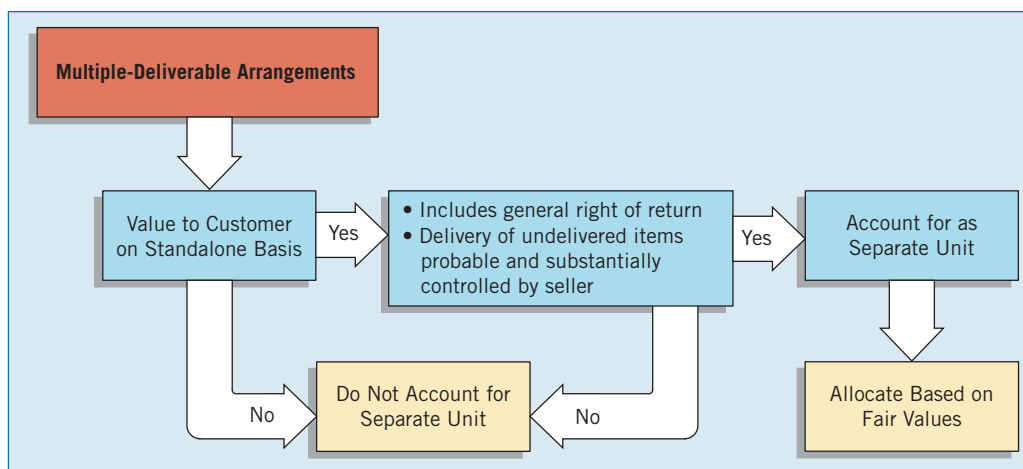 Multiple-Deliverable Arrangements
Value to Customer
on Standalone Basis
Yes
• Includes general right of return
• Delivery of undelivered items
probable and substantially
controlled by seller
Yes
Account for as
Separate Unit
No
Do Not Account for
Separate Unit
No
Allocate Based on
Fair Values